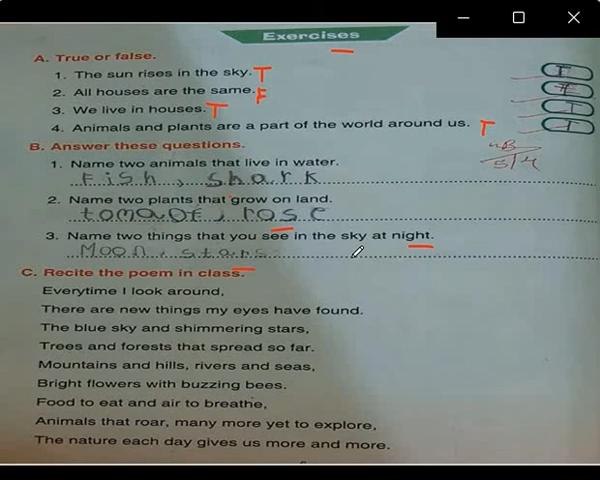 Exercises
A. True or false.
1. The sun rises in the sky. T T
2. All houses are the same. F F
3. We live in houses. T T
4. Animals and plants are a part of the world around us. T T
B. Answer these questions.
1. Name two animals that live in water.
Fish, shark
2. Name two plants that grow on land.
tomaot, rose
3. Name two things that you see in the sky at night.
Moon, stars
C. Recite the poem in class.
Everytime I look around,
There are new things my eyes have found.
The blue sky and shimmering stars,
Trees and forests that spread so far.
Mountains and hills, rivers and seas,
Bright flowers with buzzing bees.
Food to eat and air to breathe,
Animals that roar, many more yet to explore,
The nature each day gives us more and more.